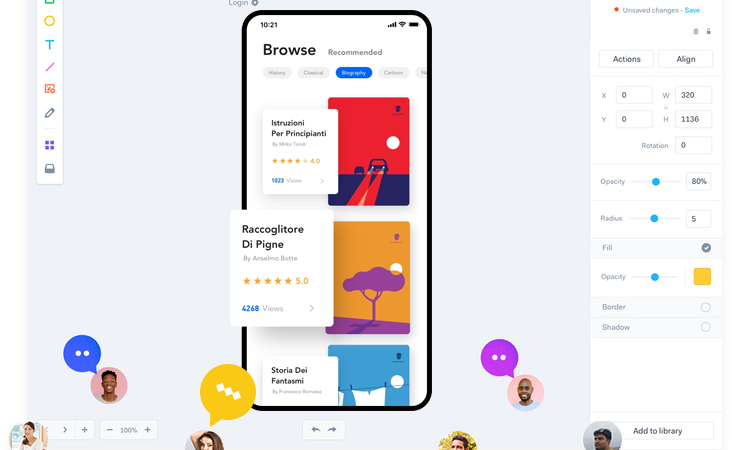 Login
10:21
Browse
Recommended
History
Classical
Biography
Cartoon
Istruzioni
Per Principianti
By Mirko Tondi
4.0
1023 Views
Raccoglitore
Di Pigne
By Anselmo Botte
5.0
4268 Views
Storia Dei
Fantasmi
By Francesco Borrasso
100%
Unsaved changes - Save
Actions
Align
X 0 W 320
Y 0 H 1136
Rotation 0
Opacity 80%
Radius 5
Fill
Opacity
Border
Shadow
Add to library